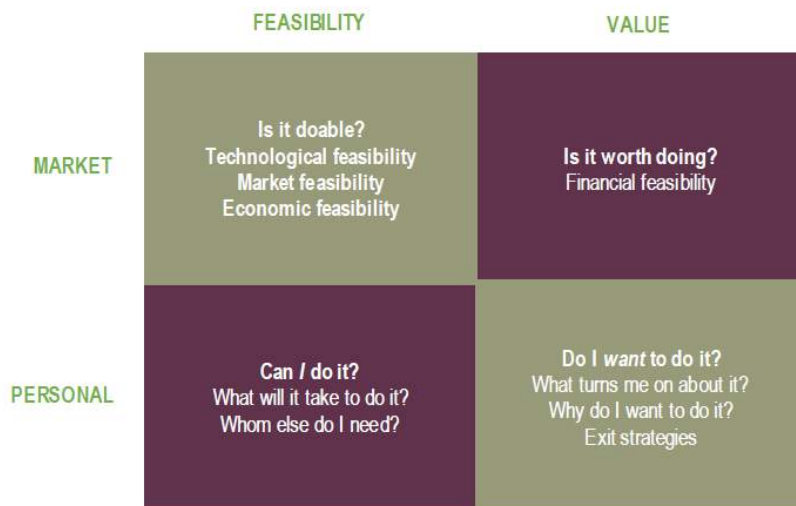 FEASIBILITY
VALUE
MARKET
Is it doable?
Technological feasibility
Market feasibility
Economic feasibility
Is it worth doing?
Financial feasibility
PERSONAL
Can I do it?
What will it take to do it?
Whom else do I need?
Do I want to do it?
What turns me on about it?
Why do I want to do it?
Exit strategies